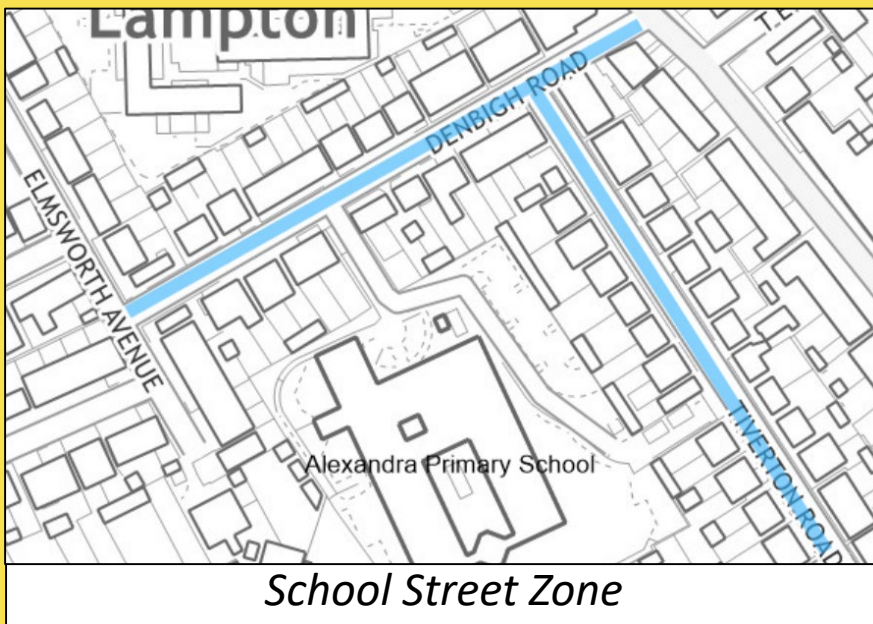 Lampton
DENBIGH ROAD
ELMSWORTH AVENUE
Alexandra Primary School
TIVERTON ROAD
School Street Zone